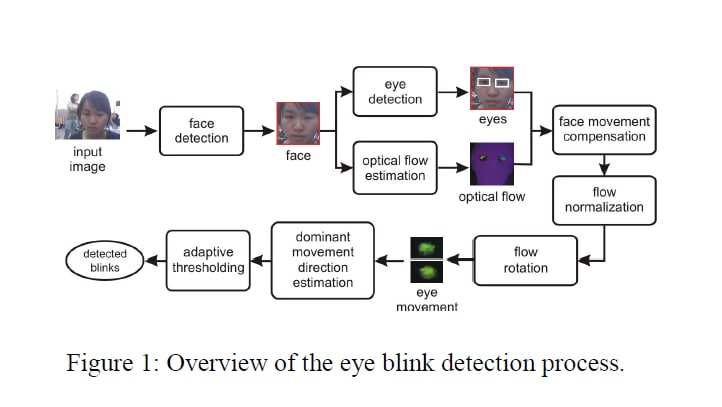 input
image
face
detection
face
eye
detection
eyes
optical flow
estimation
optical flow
face movement
compensation
flow
normalization
flow
rotation
eye
movement
dominant
movement
direction
estimation
adaptive
thresholding
detected
blinks
Figure 1: Overview of the eye blink detection process.